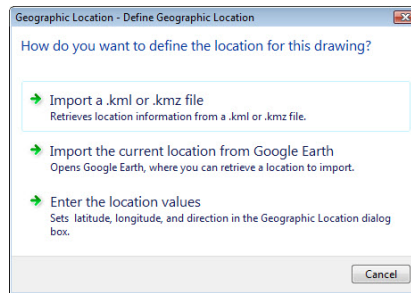 Geographic Location - Define Geographic Location
How do you want to define the location for this drawing?
Import a .kml or .kmz file
Retrieves location information from a .kml or .kmz file.
Import the current location from Google Earth
Opens Google Earth, where you can retrieve a location to import.
Enter the location values
Sets latitude, longitude, and direction in the Geographic Location dialog
box.
Cancel